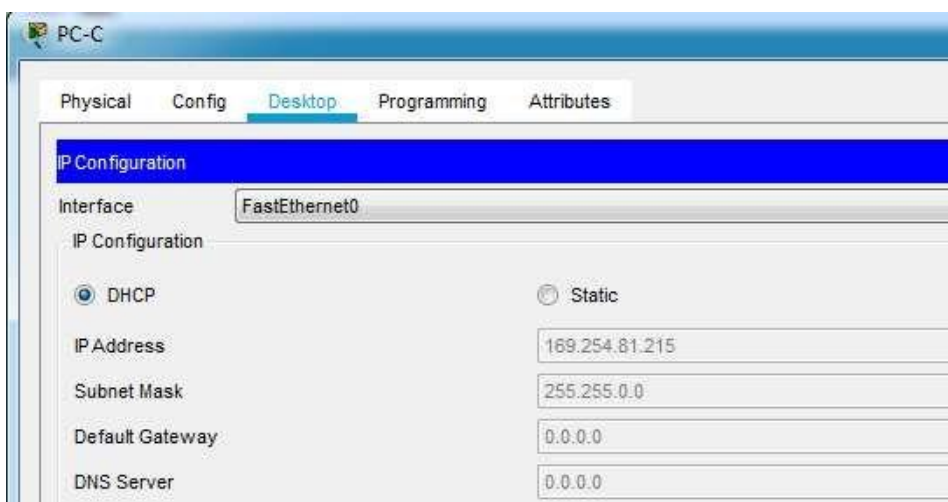 PC-C
Physical Config Desktop Programming Attributes
IP Configuration
Interface FastEthernet0
IP Configuration
DHCP Static
IP Address 169.254.81.215
Subnet Mask 255.255.0.0
Default Gateway 0.0.0.0
DNS Server 0.0.0.0